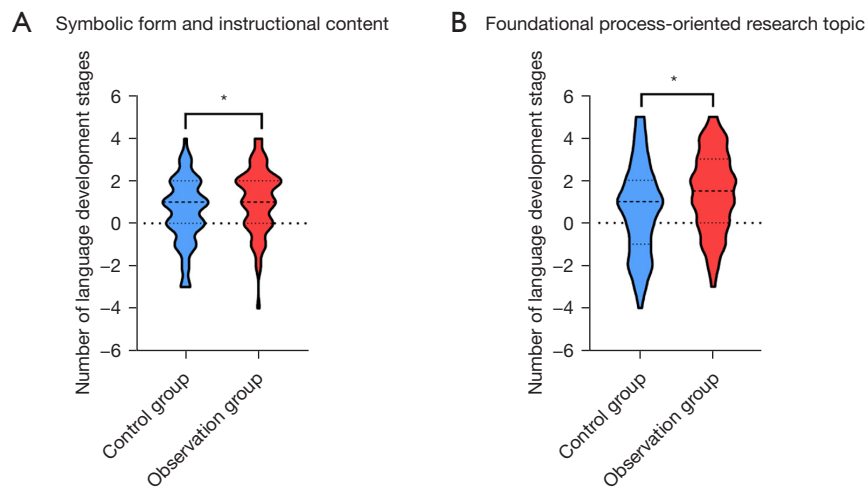 A Symbolic form and instructional content
Number of language development stages
6
4
2
0
–2
–4
–6
*
Control group
Observation group
B Foundational process-oriented research topic
Number of language development stages
6
4
2
0
–2
–4
–6
*
Control group
Observation group